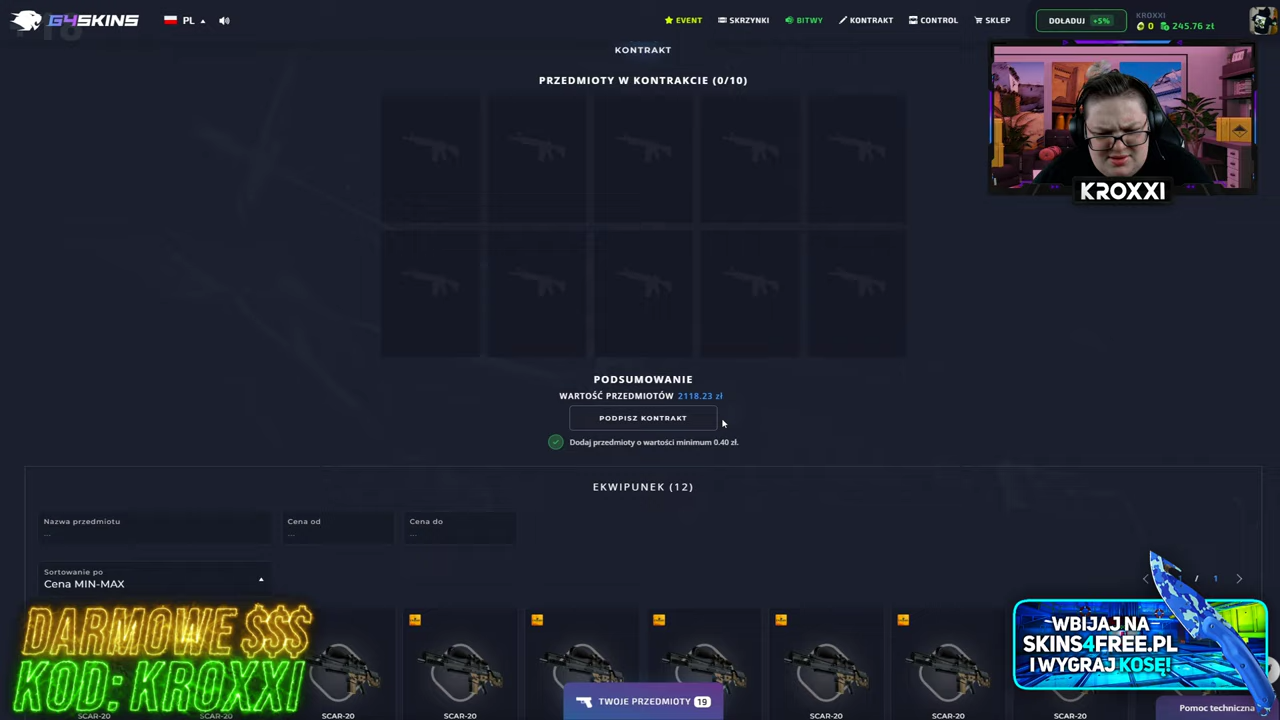 G4SKINS
PL
EVENT
SKRZYNKI
BITWY
KONTRAKT
CONTROL
SKLEP
DOŁADUJ +5%
KROXXI
0 245.76 zł
KONTRAKT
PRZEDMIOTY W KONTRAKCIE (0/10)
KROXXI
PODSUMOWANIE
WARTOŚĆ PRZEDMIOTÓW 2118.23 zł
PODPISZ KONTRAKT
Dodaj przedmioty o wartości minimum 0.40 zł.
EKWIPUNEK (12)
Nazwa przedmiotu
...
Cena od
...
Cena do
...
Sortowanie po
Cena MIN-MAX
/ 1
DARMOWE $$$
KOD: KROXXI
WBIJAJ NA
SKINS4FREE.PL
I WYGRAJ KOSĘ!
TWOJE PRZEDMIOTY 19
Pomoc techniczna
SCAR-20
SCAR-20
SCAR-20
SCAR-20
SCAR-20
SCAR-20
SCAR-20
SCAR-20